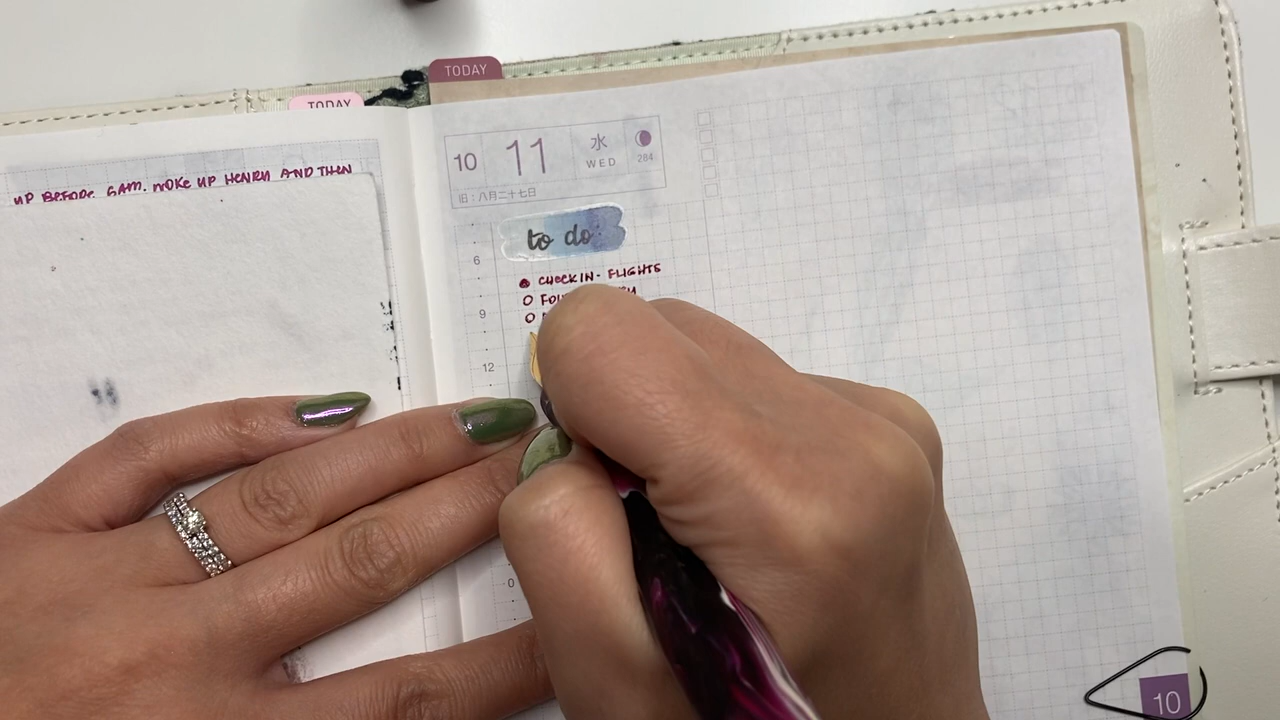 TODAY
TODAY
UP BEFORE 6AM. WOKE UP HENRY AND THEN
10 11 水 WED 284
旧：八月二十七日
to do
6
CHECK IN - FLIGHTS
9
12
0
10